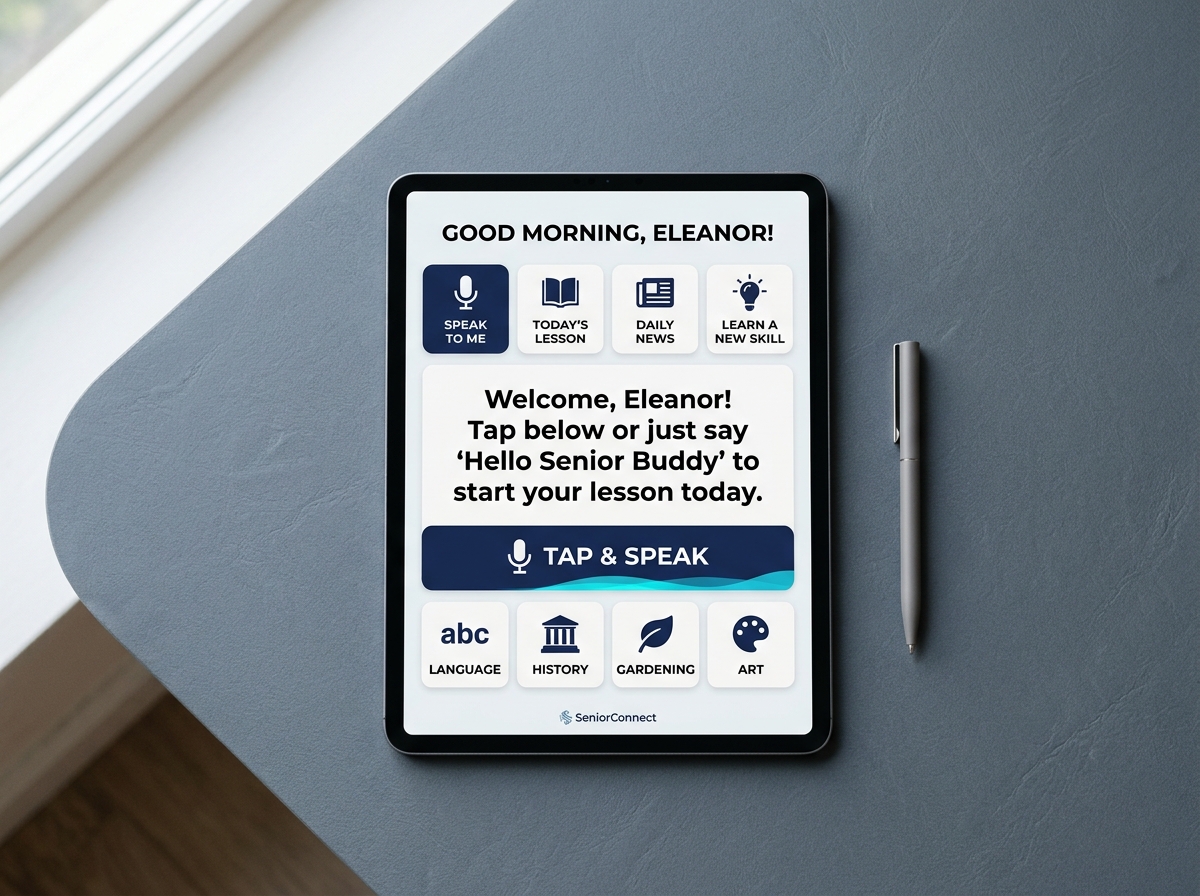 GOOD MORNING, ELEANOR!
SPEAK
TO ME
TODAY'S
LESSON
DAILY
NEWS
LEARN A
NEW SKILL
Welcome, Eleanor!
Tap below or just say
‘Hello Senior Buddy’ to
start your lesson today.
TAP & SPEAK
abc
LANGUAGE
HISTORY
GARDENING
ART
SeniorConnect